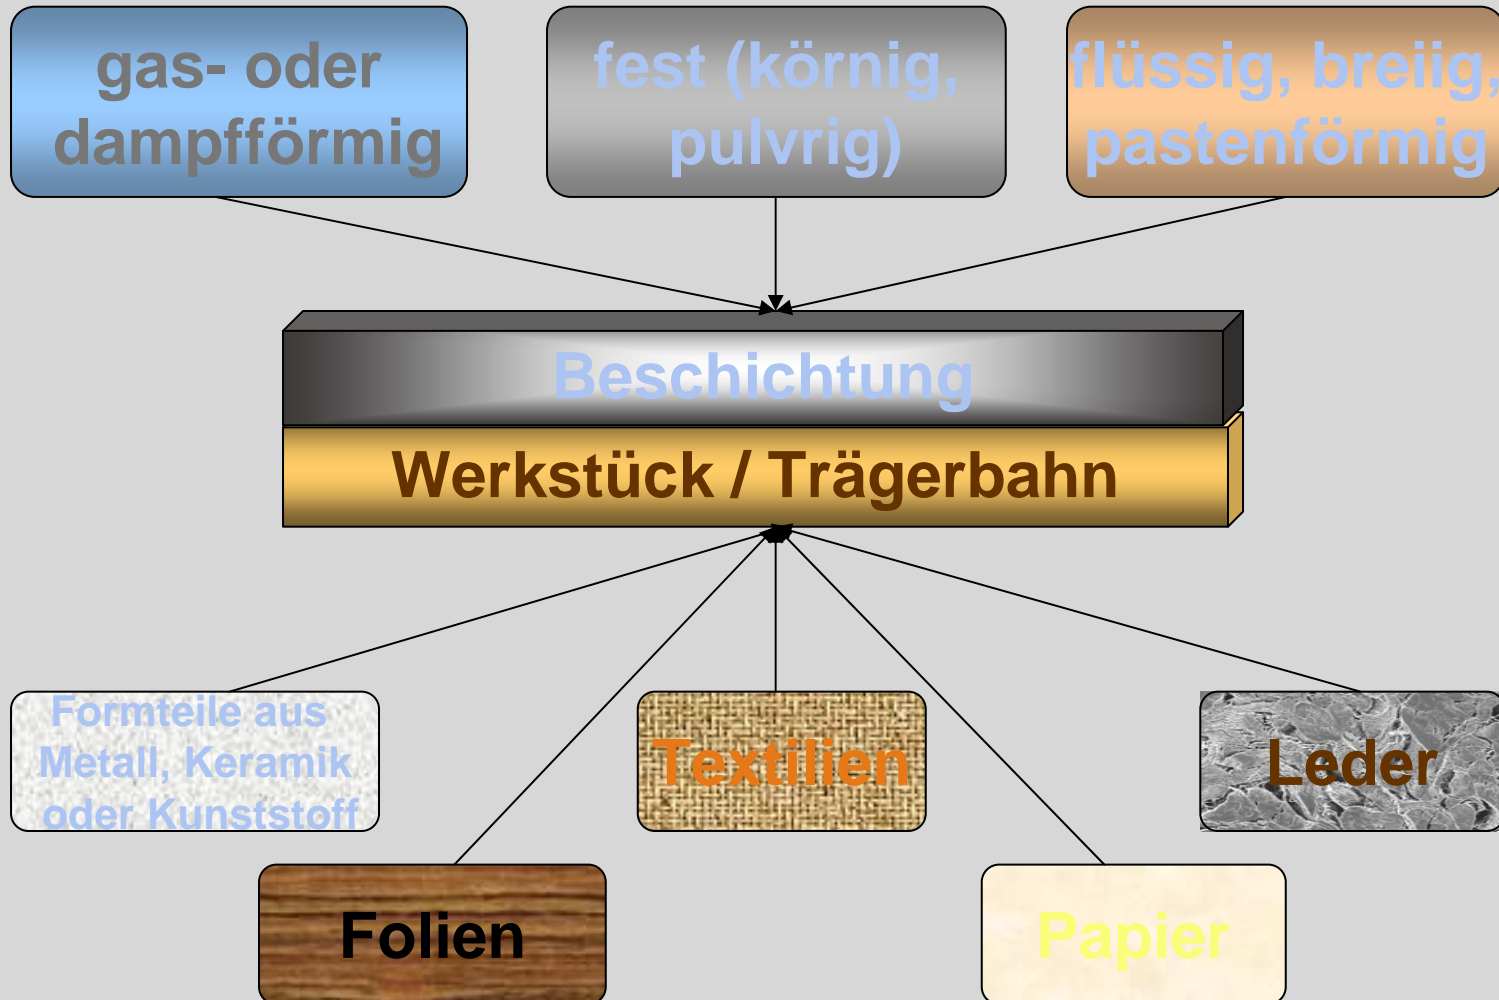 gas- oder
dampfförmig
fest (körnig,
pulvrig)
flüssig, breiig,
pastenförmig
Beschichtung
Werkstück / Trägerbahn
Formteile aus
Metall, Keramik
oder Kunststoff
Textilien
Leder
Folien
Papier